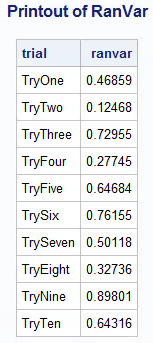 Printout of RanVar
trial ranvar
TryOne 0.46859
TryTwo 0.12468
TryThree 0.72955
TryFour 0.27745
TryFive 0.64684
TrySix 0.76155
TrySeven 0.50118
TryEight 0.32736
TryNine 0.89801
TryTen 0.64316